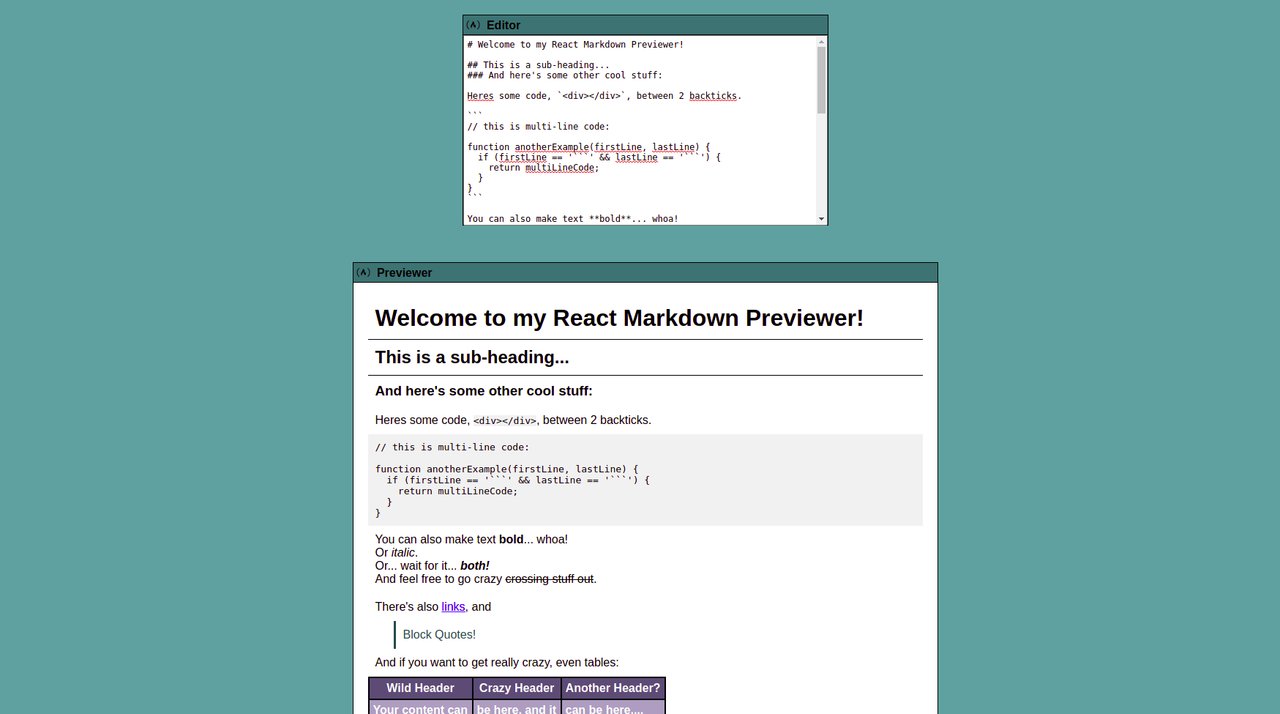 Editor
# Welcome to my React Markdown Previewer!
## This is a sub-heading...
### And here's some other cool stuff:
Heres some code, `<div></div>`, between 2 backticks.
```
// this is multi-line code:
function anotherExample(firstLine, lastLine) {
  if (firstLine == '```' && lastLine == '```') {
    return multiLineCode;
  }
}
```
You can also make text **bold**... whoa!
Previewer
Welcome to my React Markdown Previewer!
This is a sub-heading...
And here's some other cool stuff:
Heres some code, <div></div>, between 2 backticks.
// this is multi-line code:
function anotherExample(firstLine, lastLine) {
  if (firstLine == '```' && lastLine == '```') {
    return multiLineCode;
  }
}
You can also make text bold... whoa!
Or italic.
Or... wait for it... both!
And feel free to go crazy crossing stuff out.
There's also links, and
Block Quotes!
And if you want to get really crazy, even tables:
Wild Header Crazy Header Another Header?
Your content can be here, and it can be here....